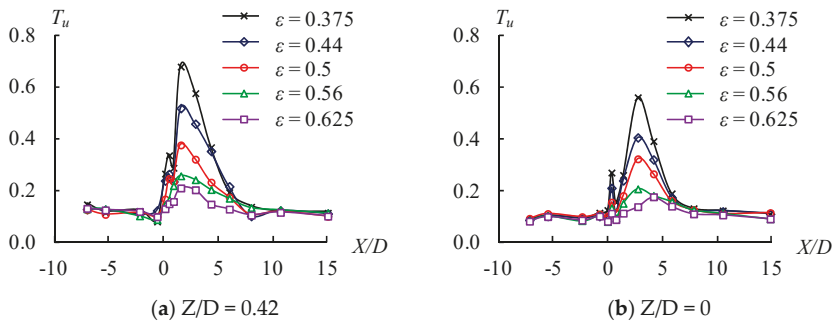 T_u
ε = 0.375
ε = 0.44
ε = 0.5
ε = 0.56
ε = 0.625
0.8
0.6
0.4
0.2
0.0
-10 -5 0 5 10 15
X/D
(a) Z/D = 0.42
T_u
ε = 0.375
ε = 0.44
ε = 0.5
ε = 0.56
ε = 0.625
0.8
0.6
0.4
0.2
0.0
-10 -5 0 5 10 15
X/D
(b) Z/D = 0